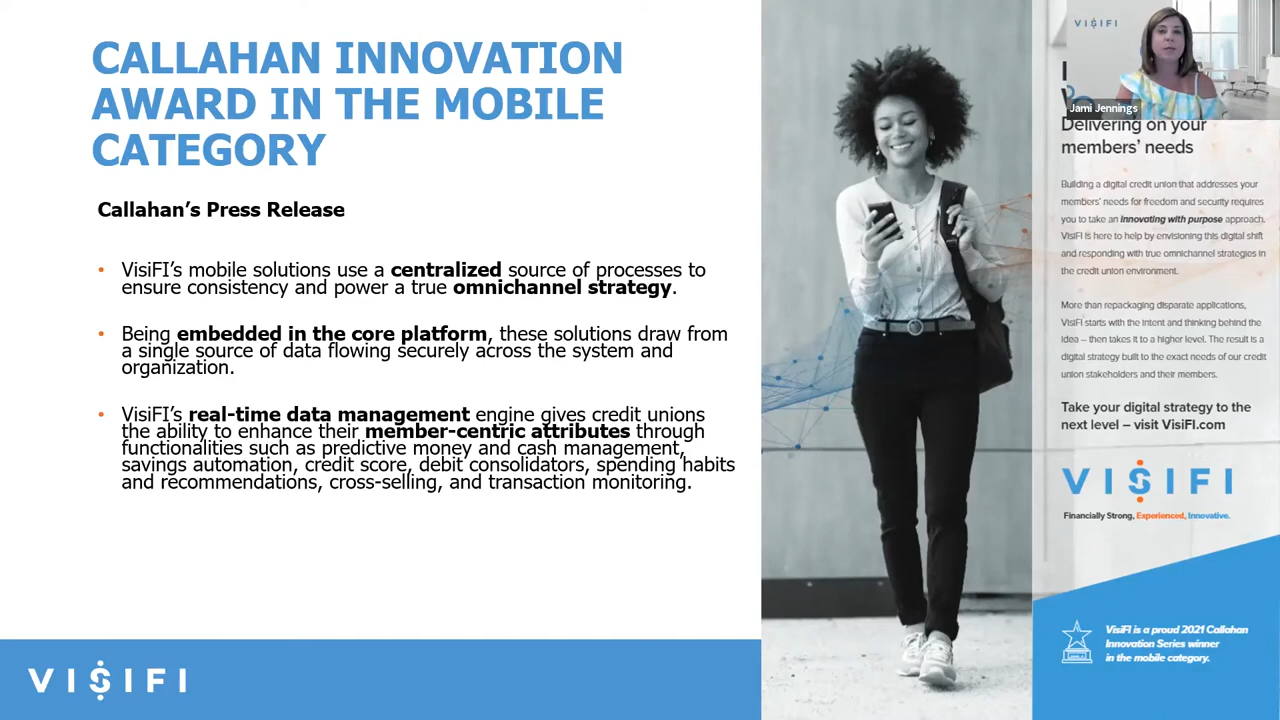 CALLAHAN INNOVATION
AWARD IN THE MOBILE
CATEGORY
Callahan's Press Release
• VisiFI's mobile solutions use a centralized source of processes to
ensure consistency and power a true omnichannel strategy.
• Being embedded in the core platform, these solutions draw from
a single source of data flowing securely across the system and
organization.
• VisiFI's real-time data management engine gives credit unions
the ability to enhance their member-centric attributes through
functionalities such as predictive money and cash management,
savings automation, credit score, debit consolidators, spending habits
and recommendations, cross-selling, and transaction monitoring.
VISIFI
VISIFI
Jami Jennings
Delivering on your
members' needs
Building a digital credit union that addresses your
members' needs for freedom and security requires
you to take an innovating with purpose approach.
VisiFI is here to help by envisioning this digital shift
and responding with true omnichannel strategies in
the credit union environment.
More than repackaging disparate applications,
VisiFI starts with the intent and thinking behind the
idea – then takes it to a higher level. The result is a
digital strategy built to the exact needs of our credit
union stakeholders and their members.
Take your digital strategy to the
next level – visit VisiFI.com
VISIFI
Financially Strong, Experienced, Innovative.
VisiFI is a proud 2021 Callahan
Innovation Series winner
in the mobile category.